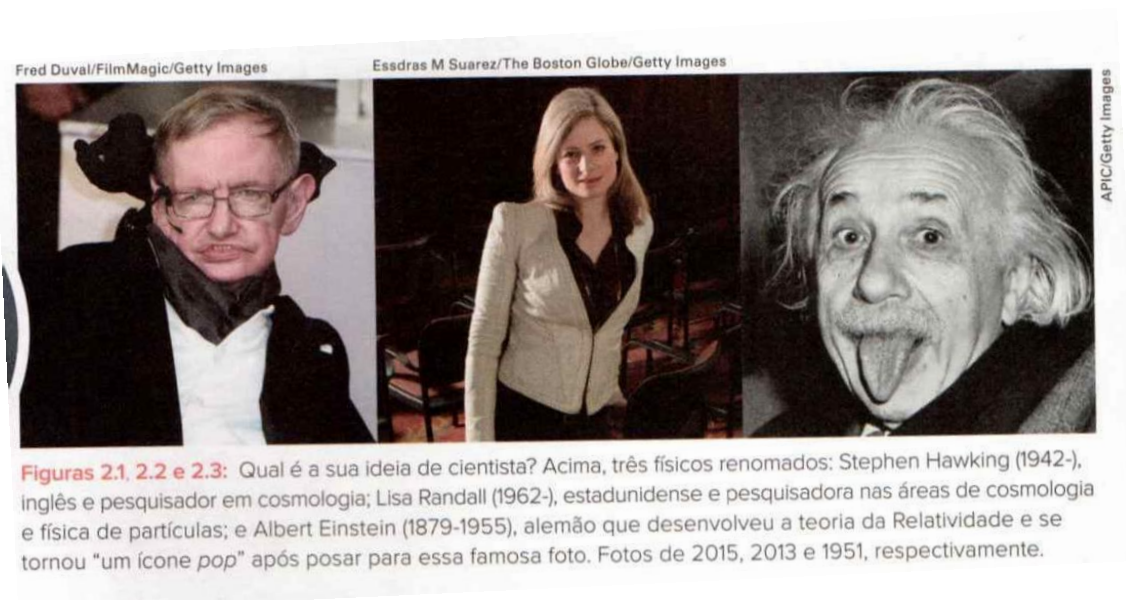 Fred Duval/FilmMagic/Getty Images
Essdras M Suarez/The Boston Globe/Getty Images
APIC/Getty Images
Figuras 2.1, 2.2 e 2.3: Qual é a sua ideia de cientista? Acima, três físicos renomados: Stephen Hawking (1942-),
inglês e pesquisador em cosmologia; Lisa Randall (1962-), estadunidense e pesquisadora nas áreas de cosmologia
e física de partículas; e Albert Einstein (1879-1955), alemão que desenvolveu a teoria da Relatividade e se
tornou "um ícone pop" após posar para essa famosa foto. Fotos de 2015, 2013 e 1951, respectivamente.